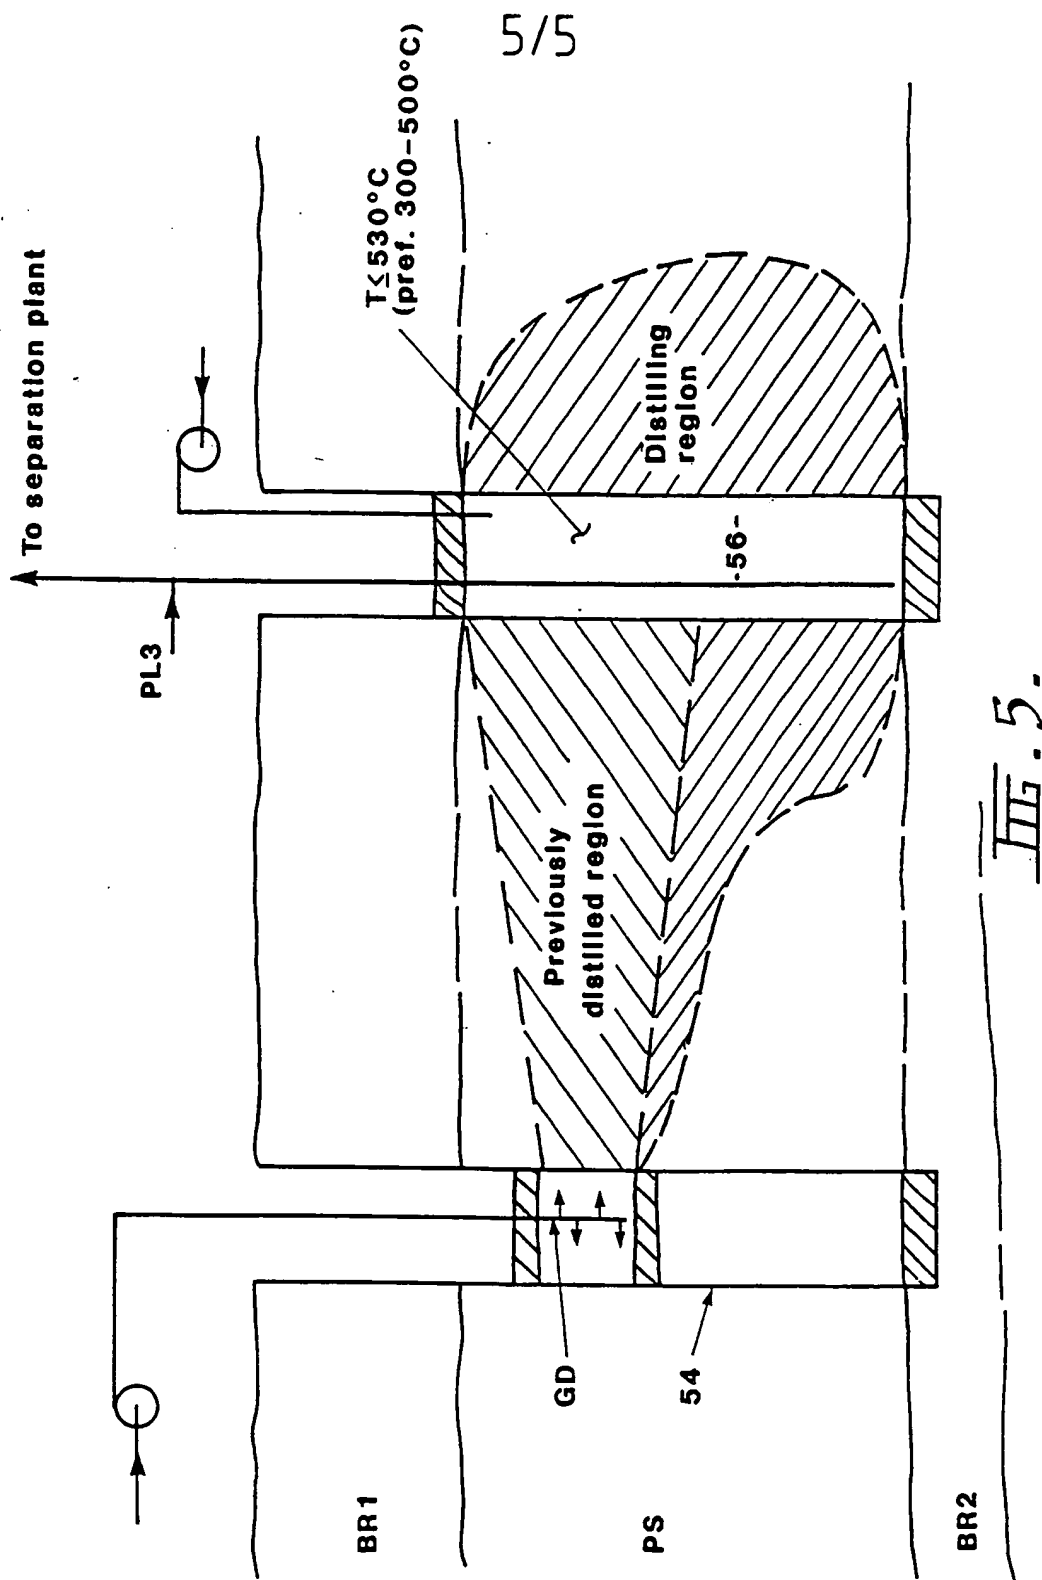 5/5
To separation plant
PL3
T≤530°C
(pref. 300-500°C)
Distilling
region
-56-
Previously
distilled region
GD
54
BR1
PS
BR2
FIG. 5.